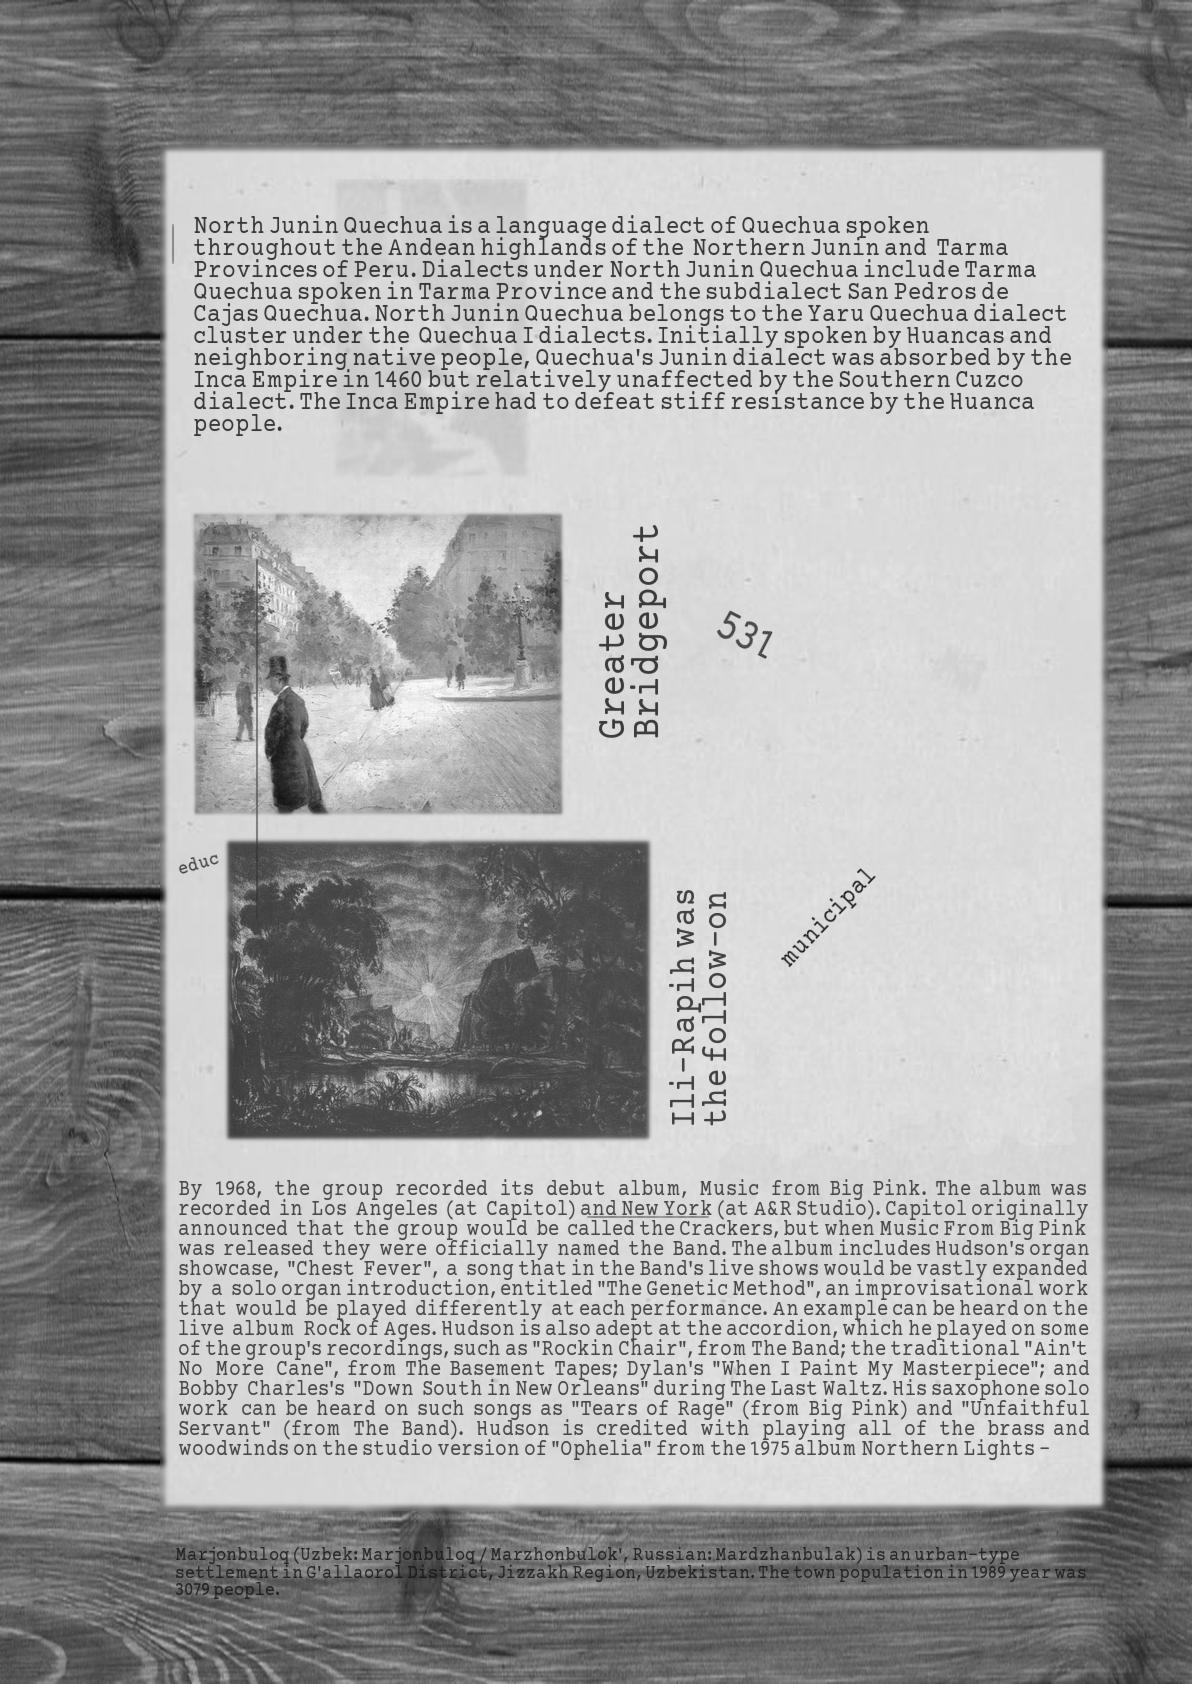 North Junin Quechua is a language dialect of Quechua spoken
throughout the Andean highlands of the Northern Junin and Tarma
Provinces of Peru. Dialects under North Junin Quechua include Tarma
Quechua spoken in Tarma Province and the subdialect San Pedros de
Cajas Quechua. North Junin Quechua belongs to the Yaru Quechua dialect
cluster under the Quechua I dialects. Initially spoken by Huancas and
neighboring native people, Quechua's Junin dialect was absorbed by the
Inca Empire in 1460 but relatively unaffected by the Southern Cuzco
dialect. The Inca Empire had to defeat stiff resistance by the Huanca
people.
Greater
Bridgeport
531
educ
Ili-Rapih was
the follow-on
municipal
By 1968, the group recorded its debut album, Music from Big Pink. The album was
recorded in Los Angeles (at Capitol) and New York (at A&R Studio). Capitol originally
announced that the group would be called the Crackers, but when Music From Big Pink
was released they were officially named the Band. The album includes Hudson's organ
showcase, "Chest Fever", a song that in the Band's live shows would be vastly expanded
by a solo organ introduction, entitled "The Genetic Method", an improvisational work
that would be played differently at each performance. An example can be heard on the
live album Rock of Ages. Hudson is also adept at the accordion, which he played on some
of the group's recordings, such as "Rockin Chair", from The Band; the traditional "Ain't
No More Cane", from The Basement Tapes; Dylan's "When I Paint My Masterpiece"; and
Bobby Charles's "Down South in New Orleans" during The Last Waltz. His saxophone solo
work can be heard on such songs as "Tears of Rage" (from Big Pink) and "Unfaithful
Servant" (from The Band). Hudson is credited with playing all of the brass and
woodwinds on the studio version of "Ophelia" from the 1975 album Northern Lights –
Marjonbuloq (Uzbek: Marjonbuloq / Marzhonbulok', Russian: Mardzhanbulak) is an urban-type
settlement in G'allaorol District, Jizzakh Region, Uzbekistan. The town population in 1989 year was
3079 people.